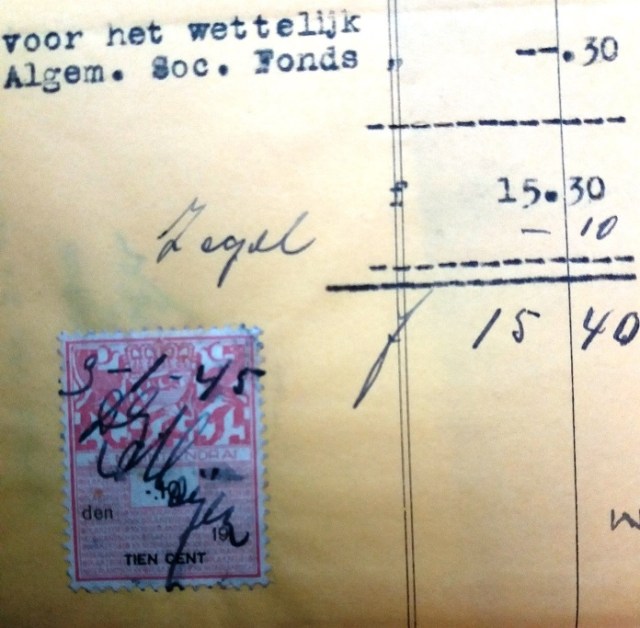 voor het wettelijk
Algem. Soc. Fonds " --.30
f 15.30
Zegel - 10
f 15 40
3-1-45
den
19
TIEN CENT